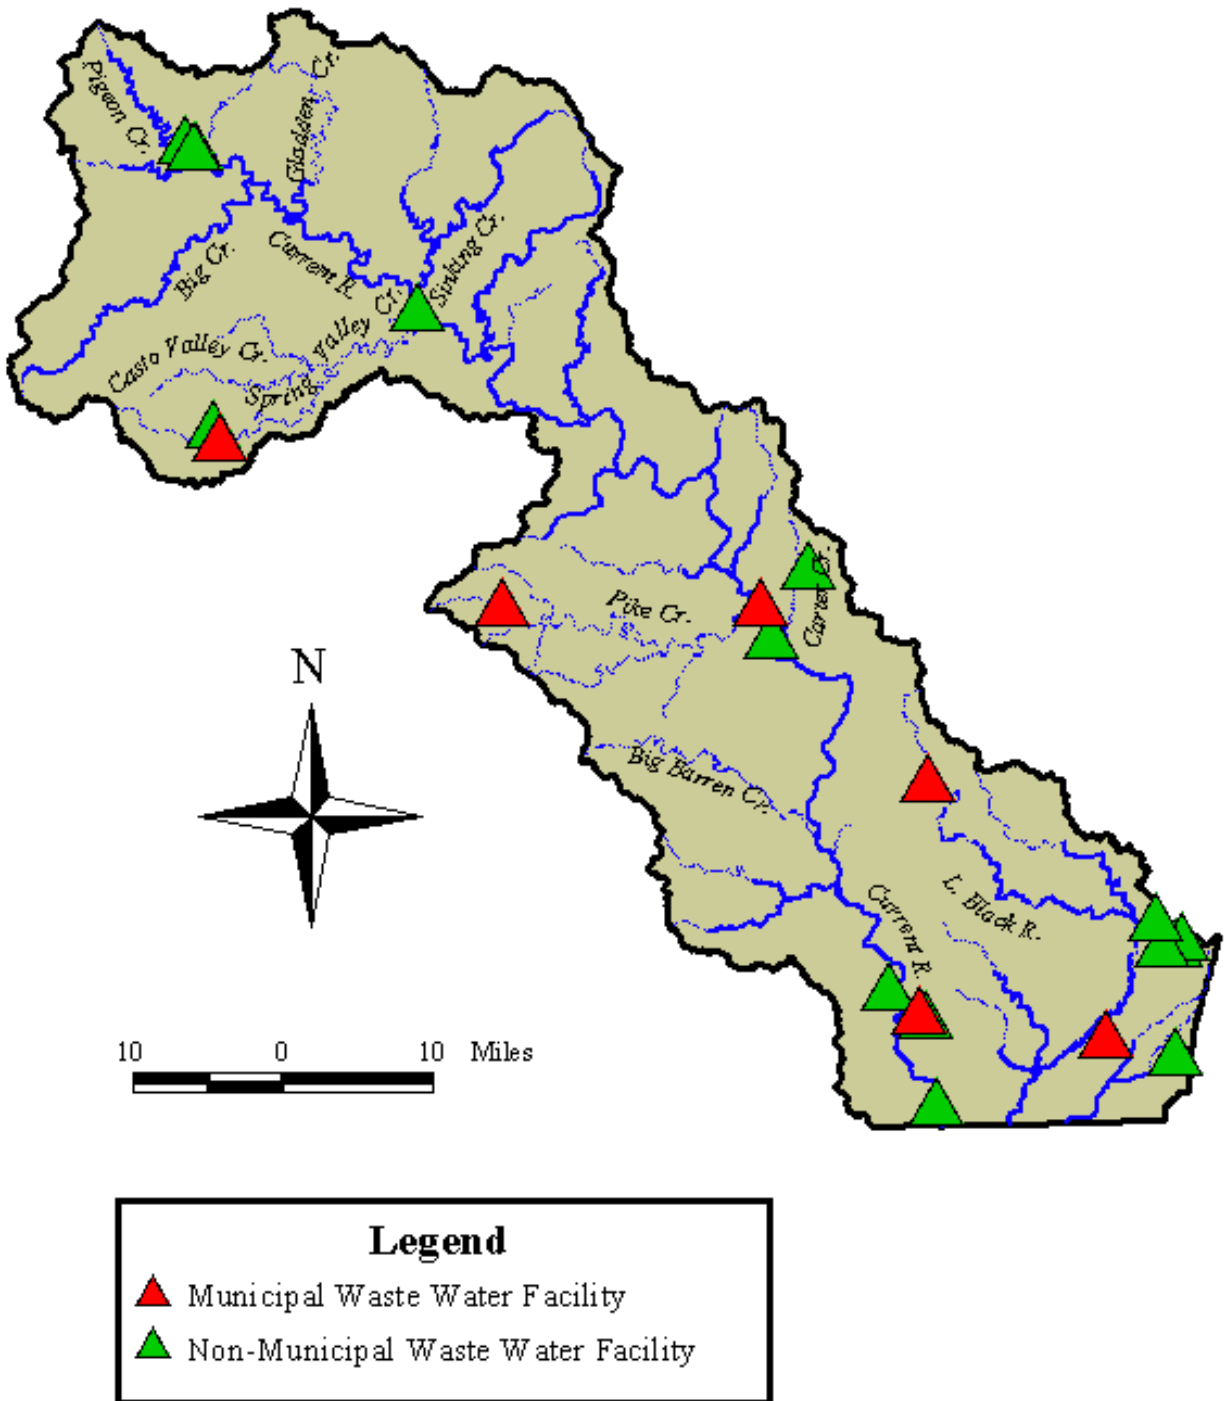 Pigeon Cr.
Gladden Cr.
Big Cr.
Current R.
Sinking Cr.
Casto Valley Cr.
Spring Valley Cr.
Pike Cr.
Carter Cr.
N
Big Barren Cr.
Current R.
L. Black R.
10 0 10 Miles
Legend
Municipal Waste Water Facility
Non-Municipal Waste Water Facility